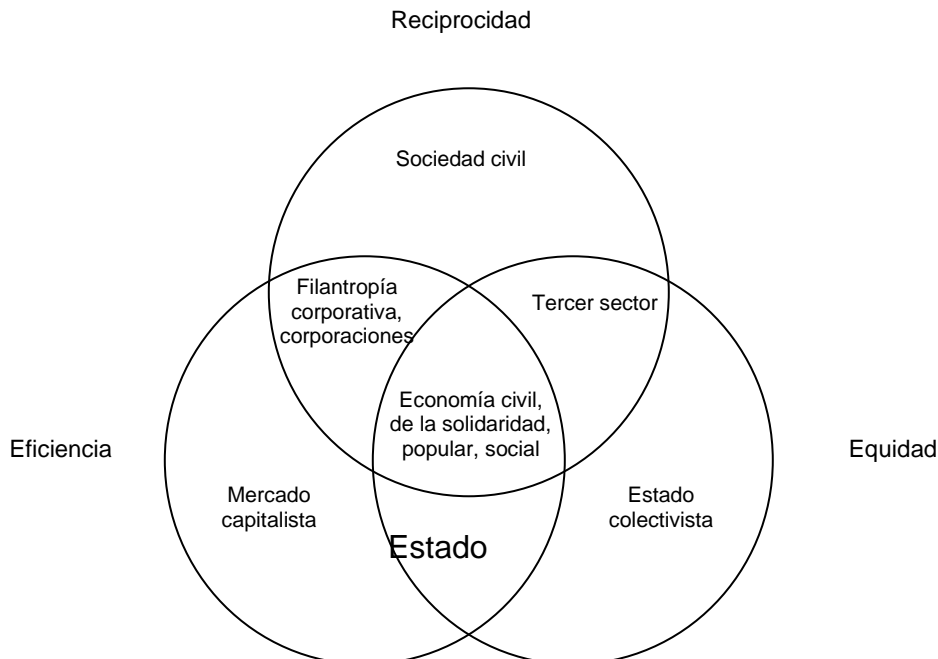 Reciprocidad
Sociedad civil
Filantropía
corporativa,
corporaciones
Tercer sector
Economía civil,
de la solidaridad,
popular, social
Eficiencia
Equidad
Mercado
capitalista
Estado
colectivista
Estado